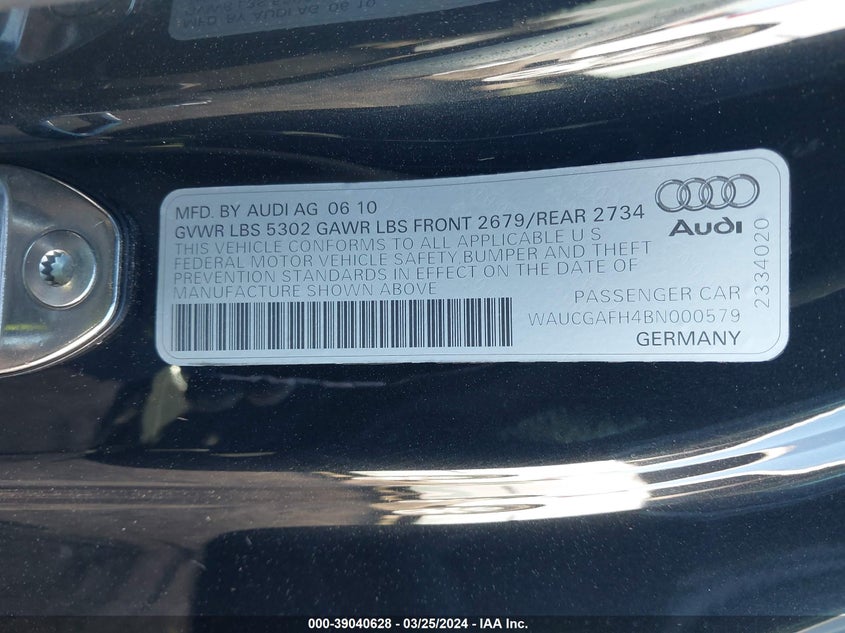 MFD. BY AUDI AG 06 10
GVWR LBS 5302 GAWR LBS FRONT 2679/REAR 2734
THIS VEHICLE CONFORMS TO ALL APPLICABLE U S
FEDERAL MOTOR VEHICLE SAFETY BUMPER AND THEFT
PREVENTION STANDARDS IN EFFECT ON THE DATE OF
MANUFACTURE SHOWN ABOVE
PASSENGER CAR
WAUCGAFH4BN000579
GERMANY
Audi
2334020
000-39040628 - 03/25/2024 - IAA Inc.